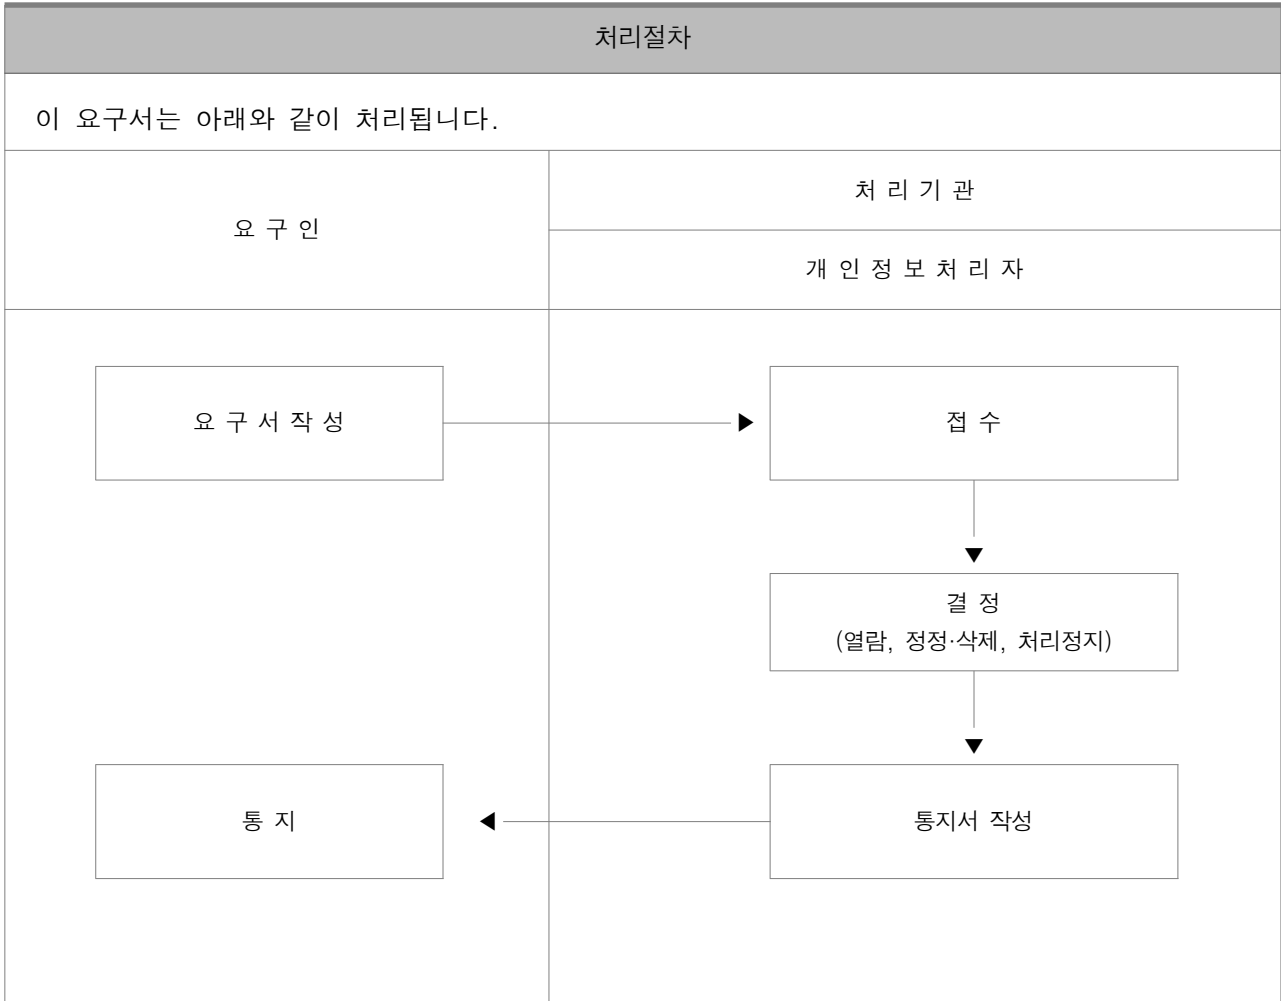 처리절차
이 요구서는 아래와 같이 처리됩니다.
요 구 인
처 리 기 관
개 인 정 보 처 리 자
요 구 서 작 성
접 수
결 정
(열람, 정정·삭제, 처리정지)
통 지
통지서 작성